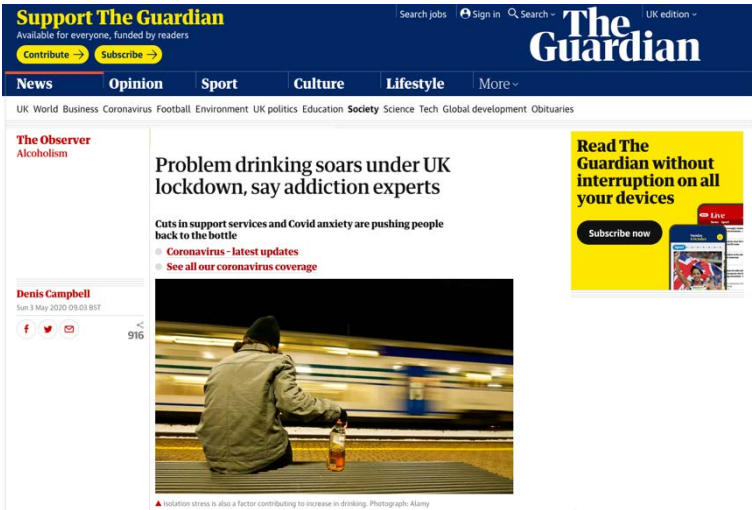 Support The Guardian
Available for everyone, funded by readers
Contribute →
Subscribe →
Search jobs
Sign in
Search
UK edition
The
Guardian
News
Opinion
Sport
Culture
Lifestyle
More
UK World Business Coronavirus Football Environment UK politics Education Society Science Tech Global development Obituaries
The Observer
Alcoholism
Problem drinking soars under UK
lockdown, say addiction experts
Cuts in support services and Covid anxiety are pushing people
back to the bottle
Coronavirus – latest updates
See all our coronavirus coverage
Denis Campbell
Sun 3 May 2020 09.03 BST
916
Isolation stress is also a factor contributing to increase in drinking. Photograph: Alamy
Read The
Guardian without
interruption on all
your devices
Subscribe now
Live